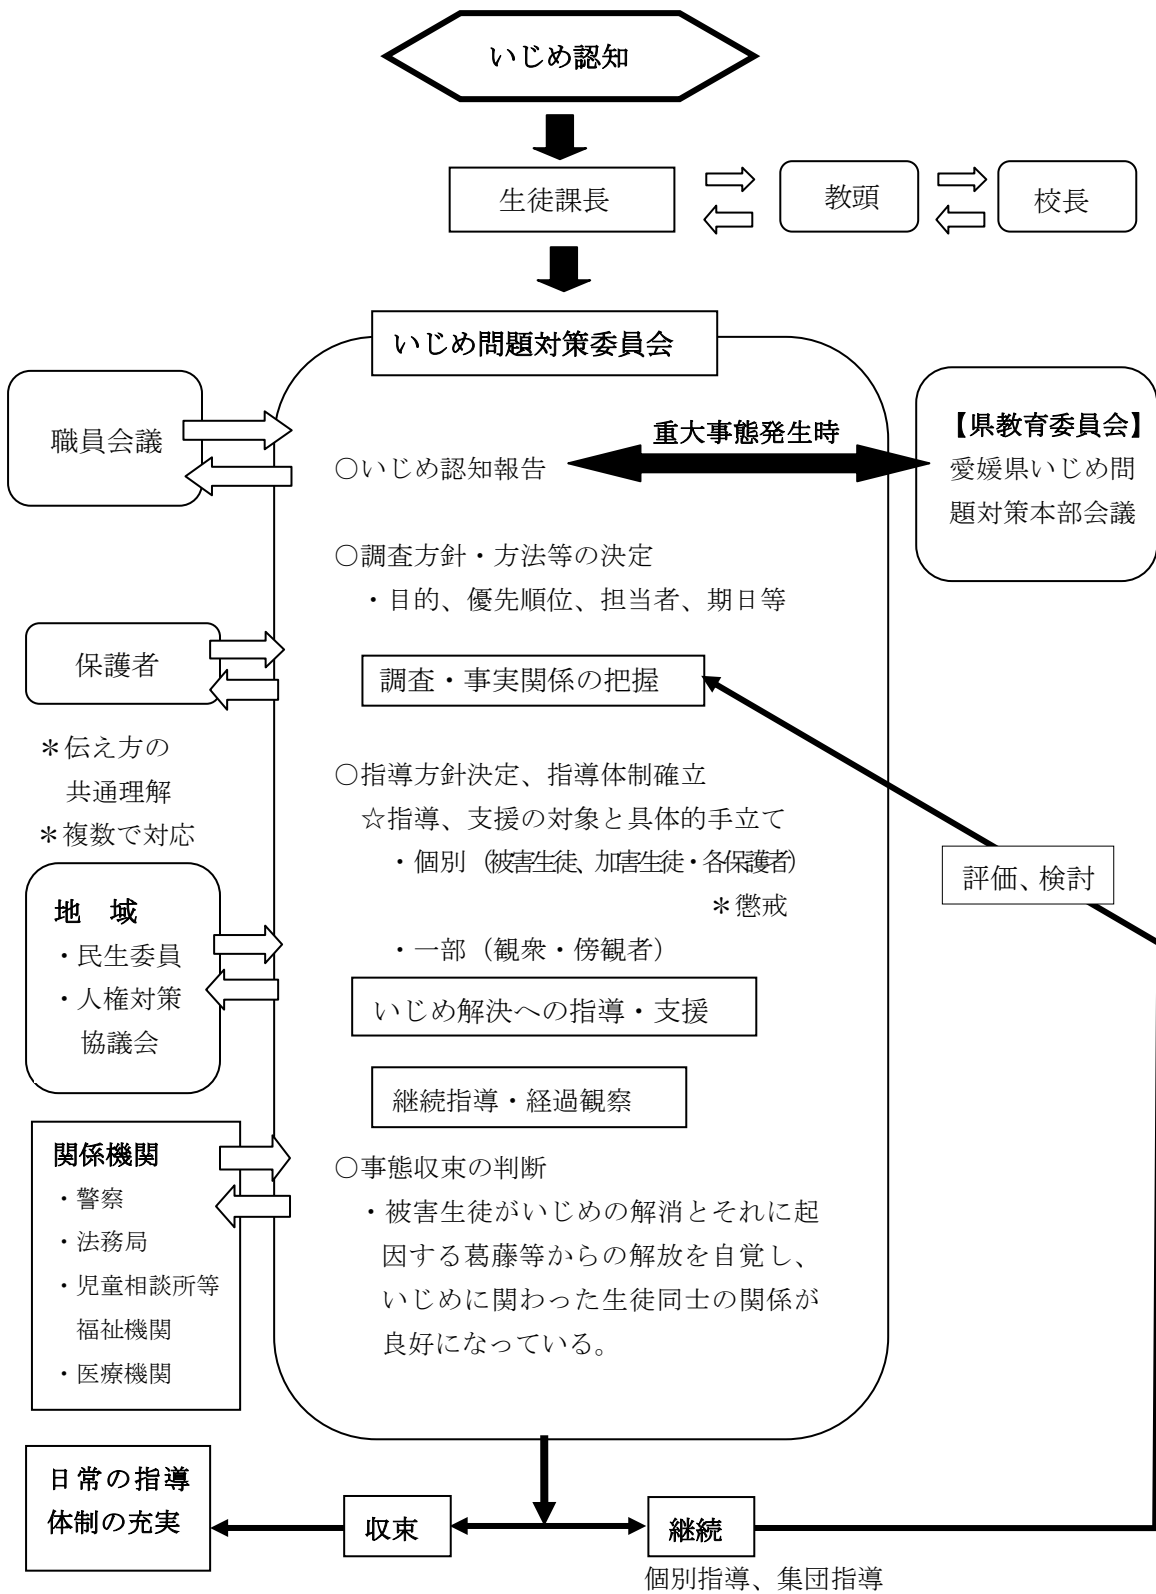 いじめ認知
生徒課長
教頭
校長
いじめ問題対策委員会
職員会議
重大事態発生時
【県教育委員会】
愛媛県いじめ問
題対策本部会議
○いじめ認知報告
○調査方針・方法等の決定
・目的、優先順位、担当者、期日等
保護者
調査・事実関係の把握
＊伝え方の
共通理解
＊複数で対応
○指導方針決定、指導体制確立
☆指導、支援の対象と具体的手立て
・個別（被害生徒、加害生徒・各保護者）
＊懲戒
・一部（観衆・傍観者）
評価、検討
地　域
・民生委員
・人権対策
協議会
いじめ解決への指導・支援
継続指導・経過観察
関係機関
・警察
・法務局
・児童相談所等
福祉機関
・医療機関
○事態収束の判断
・被害生徒がいじめの解消とそれに起
因する葛藤等からの解放を自覚し、
いじめに関わった生徒同士の関係が
良好になっている。
日常の指導
体制の充実
収束
継続
個別指導、集団指導